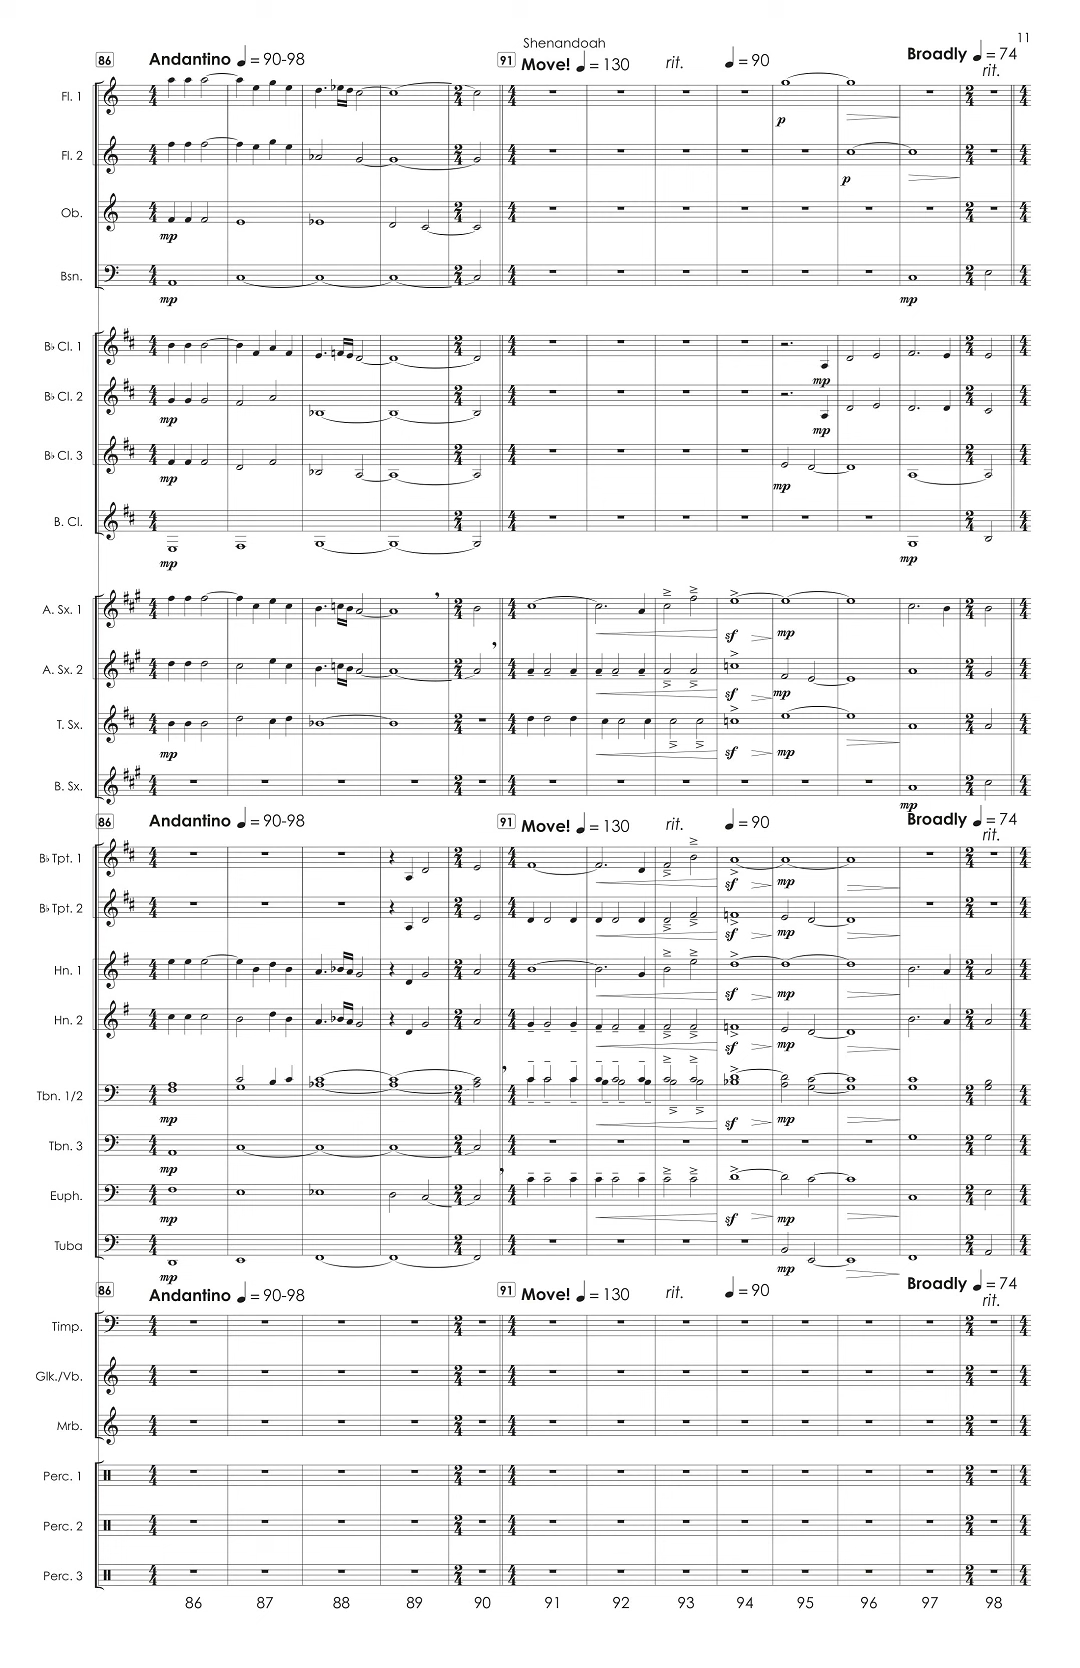 Shenandoah
11
86 Andantino ♩ = 90-98 91 Move! ♩ = 130 rit. ♩ = 90 Broadly ♩ = 74
rit.
Fl. 1
p
Fl. 2
p
Ob.
mp
Bsn.
mp mp
B♭ Cl. 1
mp
B♭ Cl. 2
mp mp
B♭ Cl. 3
mp mp
B. Cl.
mp mp
A. Sx. 1
sf mp
A. Sx. 2
sf mp
T. Sx.
mp sf mp
B. Sx.
mp
86 Andantino ♩ = 90-98 91 Move! ♩ = 130 rit. ♩ = 90 Broadly ♩ = 74
rit.
B♭ Tpt. 1
sf mp
B♭ Tpt. 2
sf mp
Hn. 1
sf mp
Hn. 2
sf mp
Tbn. 1/2
mp sf mp
Tbn. 3
mp
Euph.
mp sf mp
Tuba
mp mp
86 Andantino ♩ = 90-98 91 Move! ♩ = 130 rit. ♩ = 90 Broadly ♩ = 74
rit.
Timp.
Glk./Vb.
Mrb.
Perc. 1
Perc. 2
Perc. 3
86 87 88 89 90 91 92 93 94 95 96 97 98